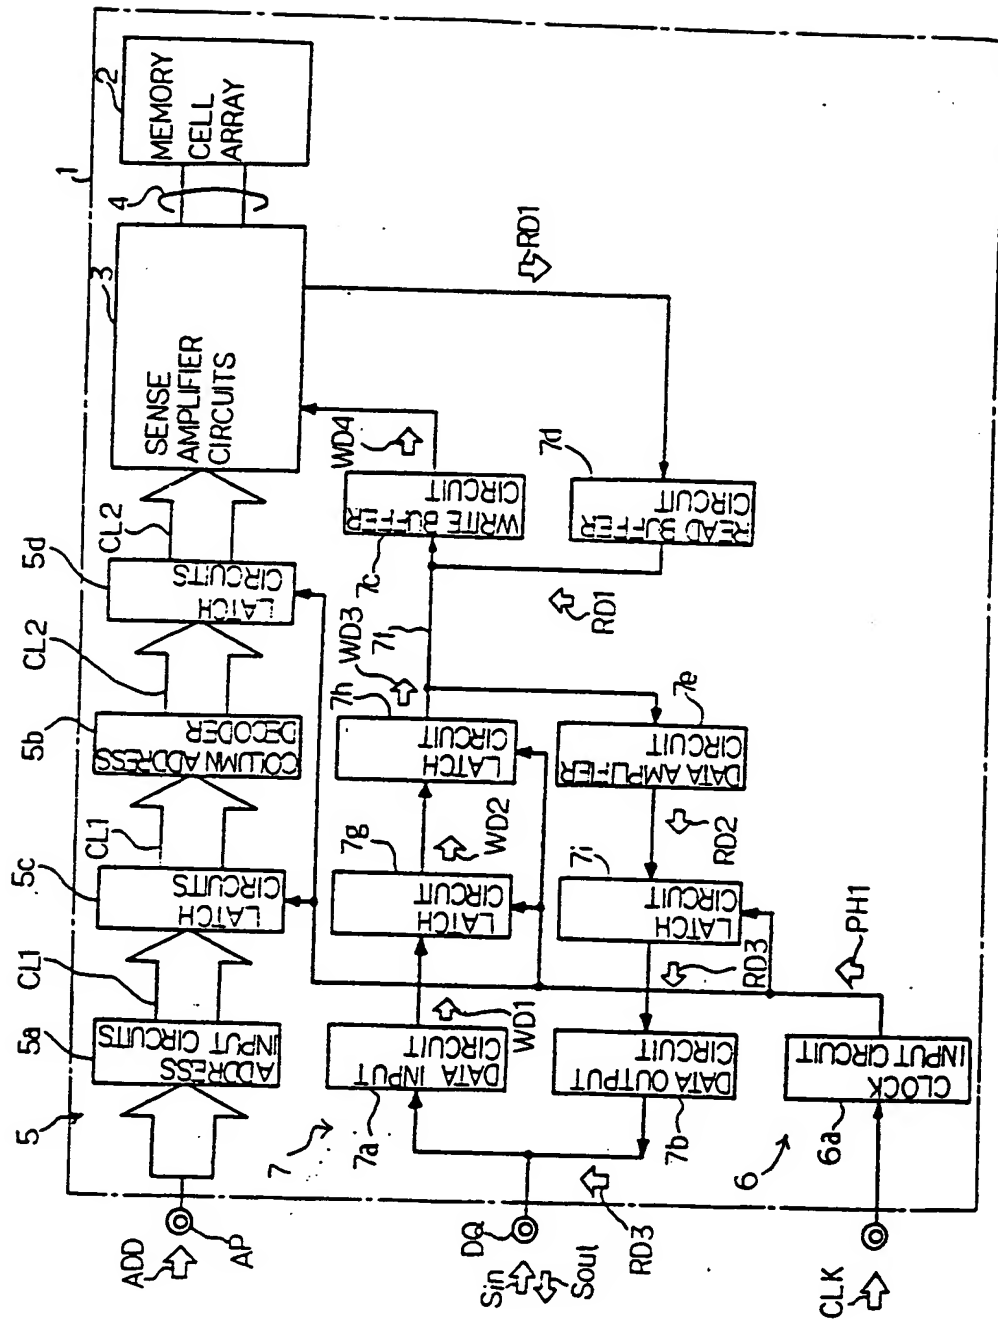 1
MEMORY
CELL
ARRAY
2
4
3
SENSE
AMPLIFIER
CIRCUITS
CL2
5d
LATCH
CIRCUITS
CL2
5b
COLUMN ADDRESS
DECODER
CL1
5c
LATCH
CIRCUITS
CL1
5a
ADDRESS
INPUT CIRCUITS
5
ADD
AP
RD1
WD4
WRITE BUFFER
CIRCUIT
7c
7d
READ BUFFER
CIRCUIT
RD1
7f
WD3
7h
LATCH
CIRCUIT
WD2
7g
LATCH
CIRCUIT
WD1
DATA INPUT
CIRCUIT
7a
7
7e
DATA AMPLIFIER
CIRCUIT
RD2
7i
LATCH
CIRCUIT
RD3
DATA OUTPUT
CIRCUIT
7b
RD3
DQ
Sin
Sout
PH1
CLOCK
INPUT CIRCUIT
6a
6
CLK